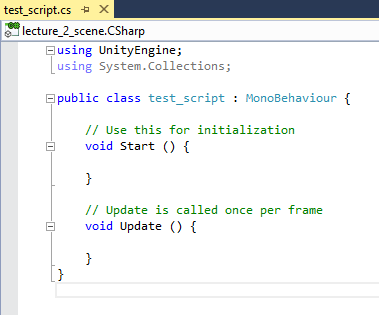 test_script.cs
lecture_2_scene.CSharp
using UnityEngine;
using System.Collections;
public class test_script : MonoBehaviour {
// Use this for initialization
void Start () {
}
// Update is called once per frame
void Update () {
}
}